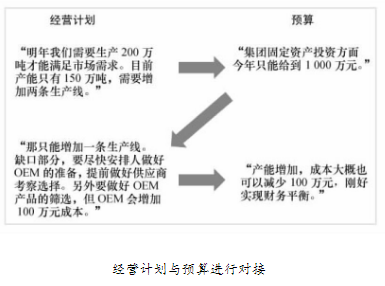 经营计划
预算
“明年我们需要生产 200 万
吨才能满足市场需求。目前
产能只有 150 万吨，需要增
加两条生产线。”
“集团固定资产投资方面
今年只能给到 1 000 万元。”
“那只能增加一条生产线。
缺口部分，要尽快安排人做好
OEM 的准备，提前做好供应商
考察选择。另外要做好 OEM
产品的筛选，但 OEM 会增加
100 万元成本。”
“产能增加，成本大概也
可以减少 100 万元，刚好
实现财务平衡。”
经营计划与预算进行对接